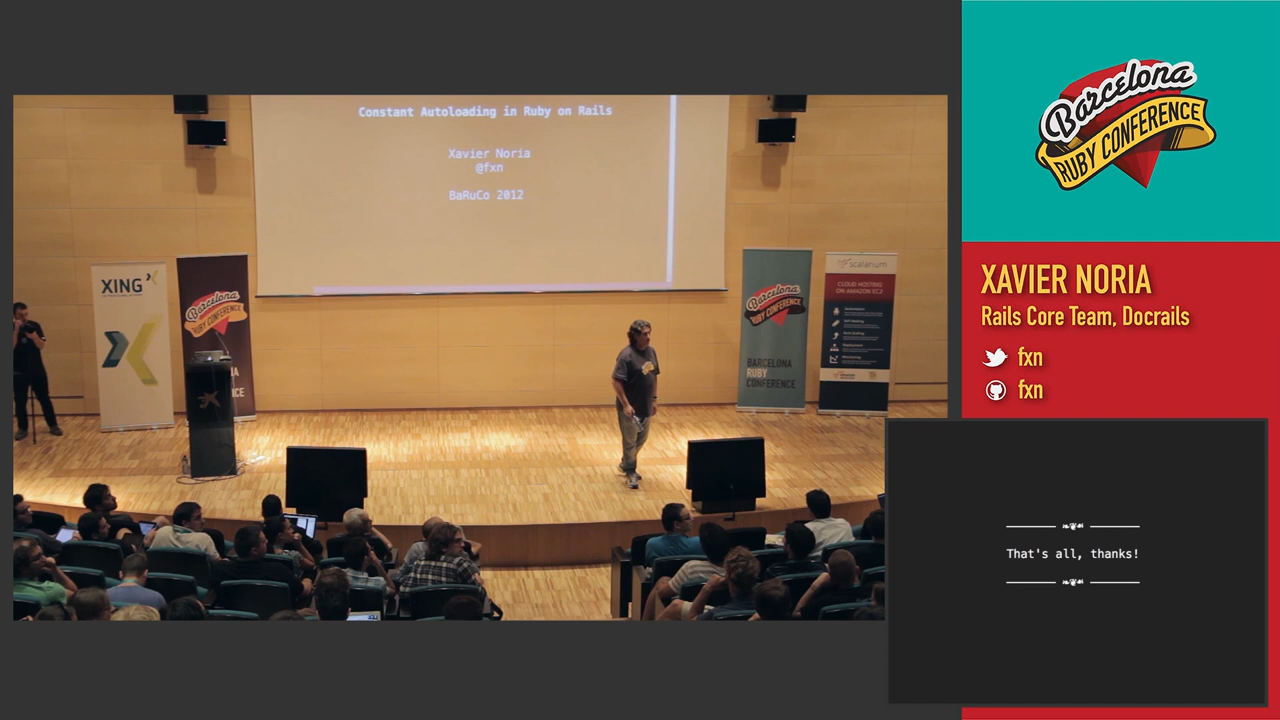 Constant Autoloading in Ruby on Rails
Xavier Noria
@fxn
BaRuCo 2012
XING
Barcelona
RUBY CONFERENCE
Barcelona
RUBY CONFERENCE
BARCELONA
RUBY
CONFERENCE
scalarium
CLOUD HOSTING
ON AMAZON EC2
Barcelona
RUBY CONFERENCE
XAVIER NORIA
Rails Core Team, Docrails
fxn
fxn
That's all, thanks!